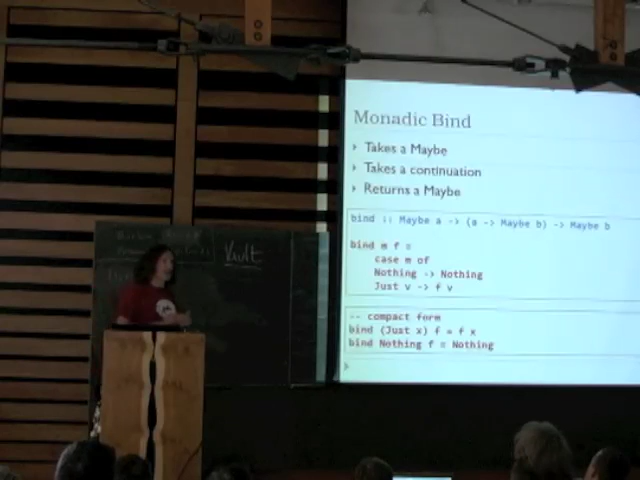 Monadic Bind
Takes a Maybe
Takes a continuation
Returns a Maybe
bind :: Maybe a -> (a -> Maybe b) -> Maybe b
bind m f =
case m of
Nothing -> Nothing
Just v -> f v
-- compact form
bind (Just x) f = f x
bind Nothing f = Nothing
Vault